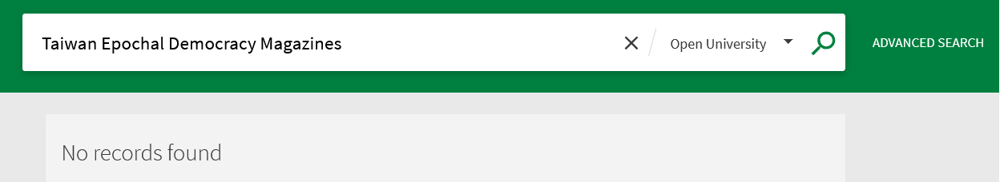 Taiwan Epochal Democracy Magazines
Open University
ADVANCED SEARCH
No records found